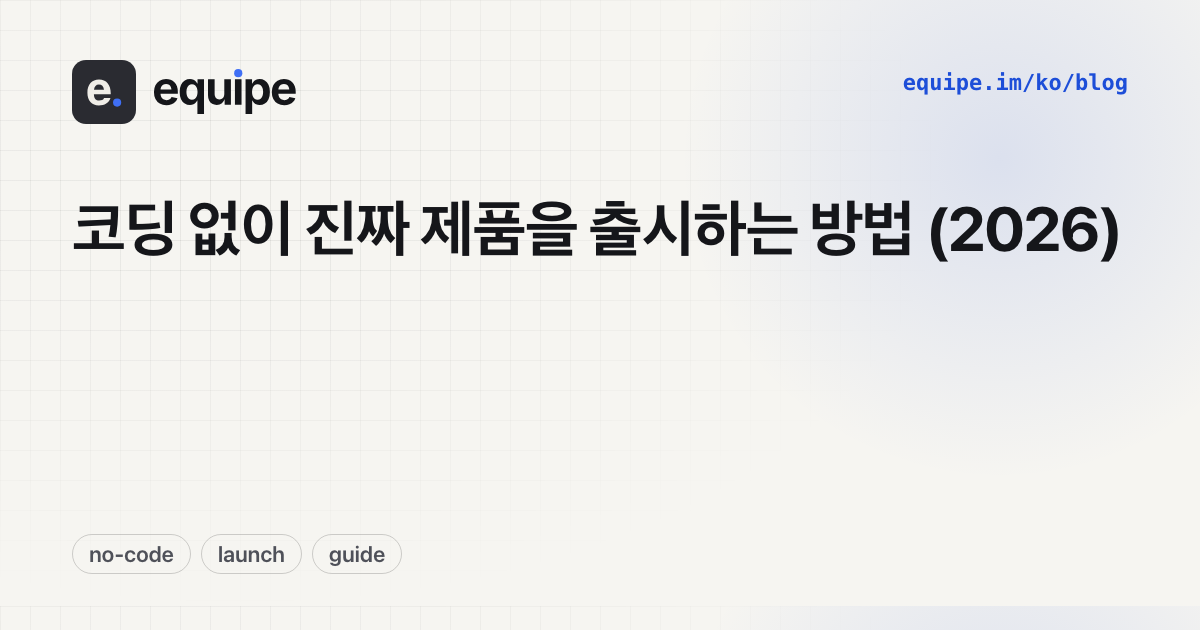 e. equipe
equipe.im/ko/blog
코딩 없이 진짜 제품을 출시하는 방법 (2026)
no-code launch guide